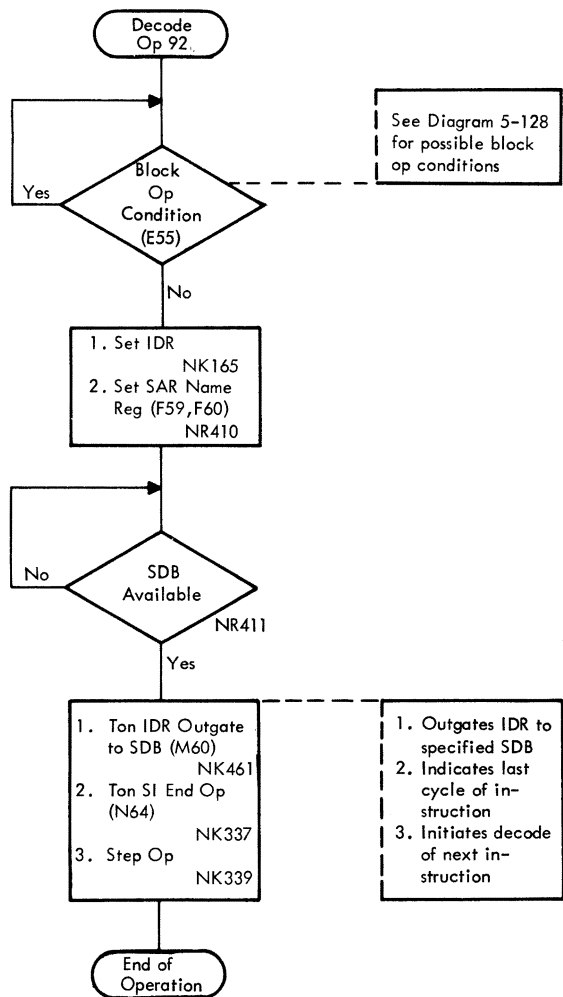 Decode
Op 92
See Diagram 5-128
for possible block
op conditions
Block
Op
Condition
(E55)
Yes
No
1. Set IDR
NK165
2. Set SAR Name
Reg (F59,F60)
NR410
No
SDB
Available
NR411
Yes
1. Ton IDR Outgate
to SDB (M60)
NK461
2. Ton SI End Op
(N64)
NK337
3. Step Op
NK339
1. Outgates IDR to
specified SDB
2. Indicates last
cycle of in-
struction
3. Initiates decode
of next in-
struction
End of
Operation